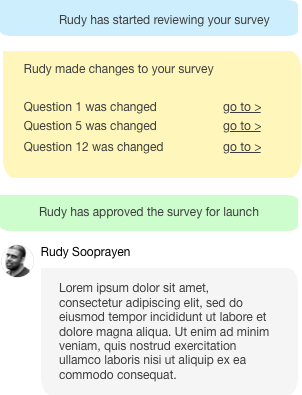 Rudy has started reviewing your survey
Rudy made changes to your survey
Question 1 was changed go to >
Question 5 was changed go to >
Question 12 was changed go to >
Rudy has approved the survey for launch
Rudy Sooprayen
Lorem ipsum dolor sit amet,
consectetur adipiscing elit, sed do
eiusmod tempor incididunt ut labore et
dolore magna aliqua. Ut enim ad minim
veniam, quis nostrud exercitation
ullamco laboris nisi ut aliquip ex ea
commodo consequat.